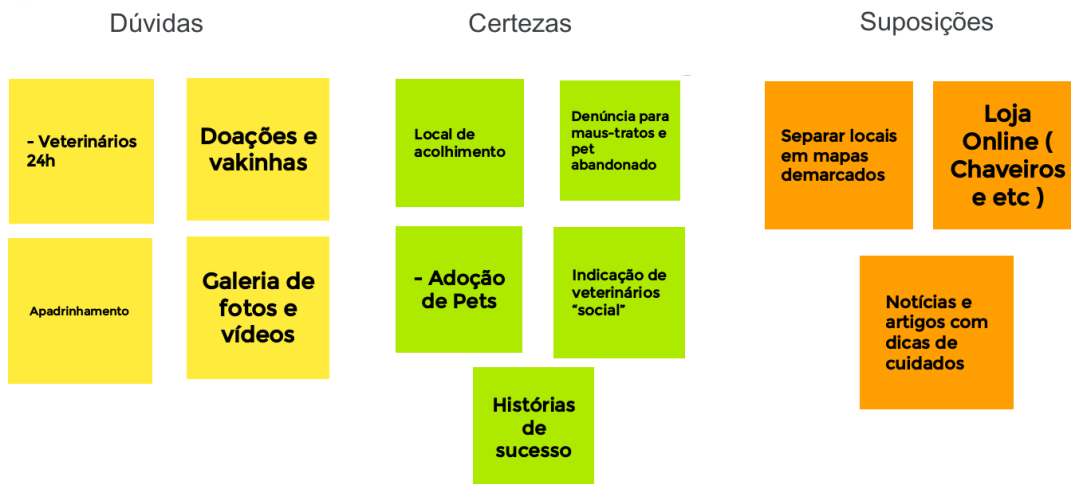 Dúvidas
Certezas
Suposições
- Veterinários
24h
Doações e
vakinhas
Apadrinhamento
Galeria de
fotos e
vídeos
Local de
acolhimento
Denúncia para
maus-tratos e
pet
abandonado
- Adoção
de Pets
Indicação de
veterinários
“social”
Histórias
de
sucesso
Separar locais
em mapas
demarcados
Loja
Online (
Chaveiros
e etc )
Notícias e
artigos com
dicas de
cuidados